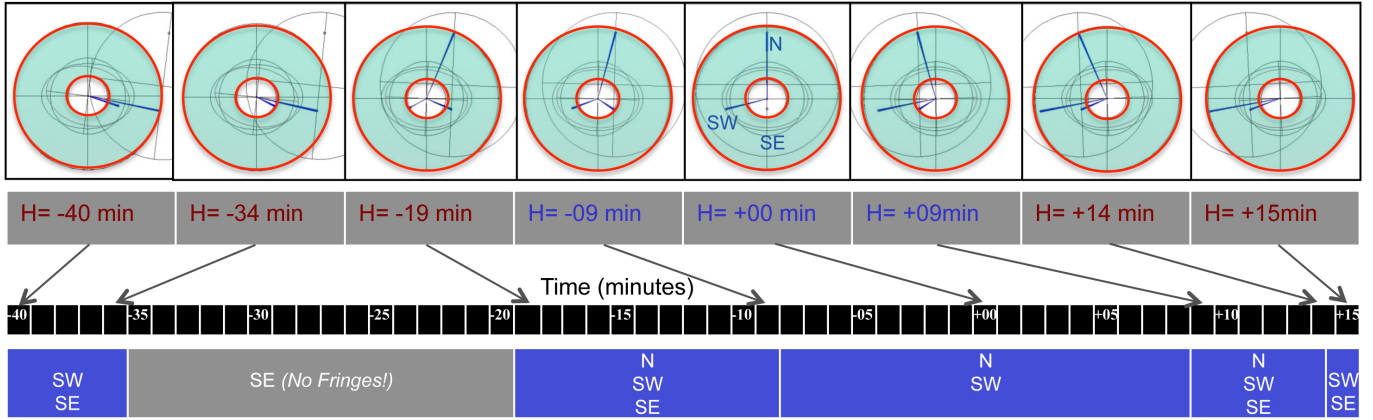 N
SW
SE
H= -40 min
H= -34 min
H= -19 min
H= -09 min
H= +00 min
H= +09min
H= +14 min
H= +15min
Time (minutes)
-40
-35
-30
-25
-20
-15
-10
-05
+00
+05
+10
+15
SW
SE
SE (No Fringes!)
N
SW
SE
N
SW
N
SW
SE
SW
SE